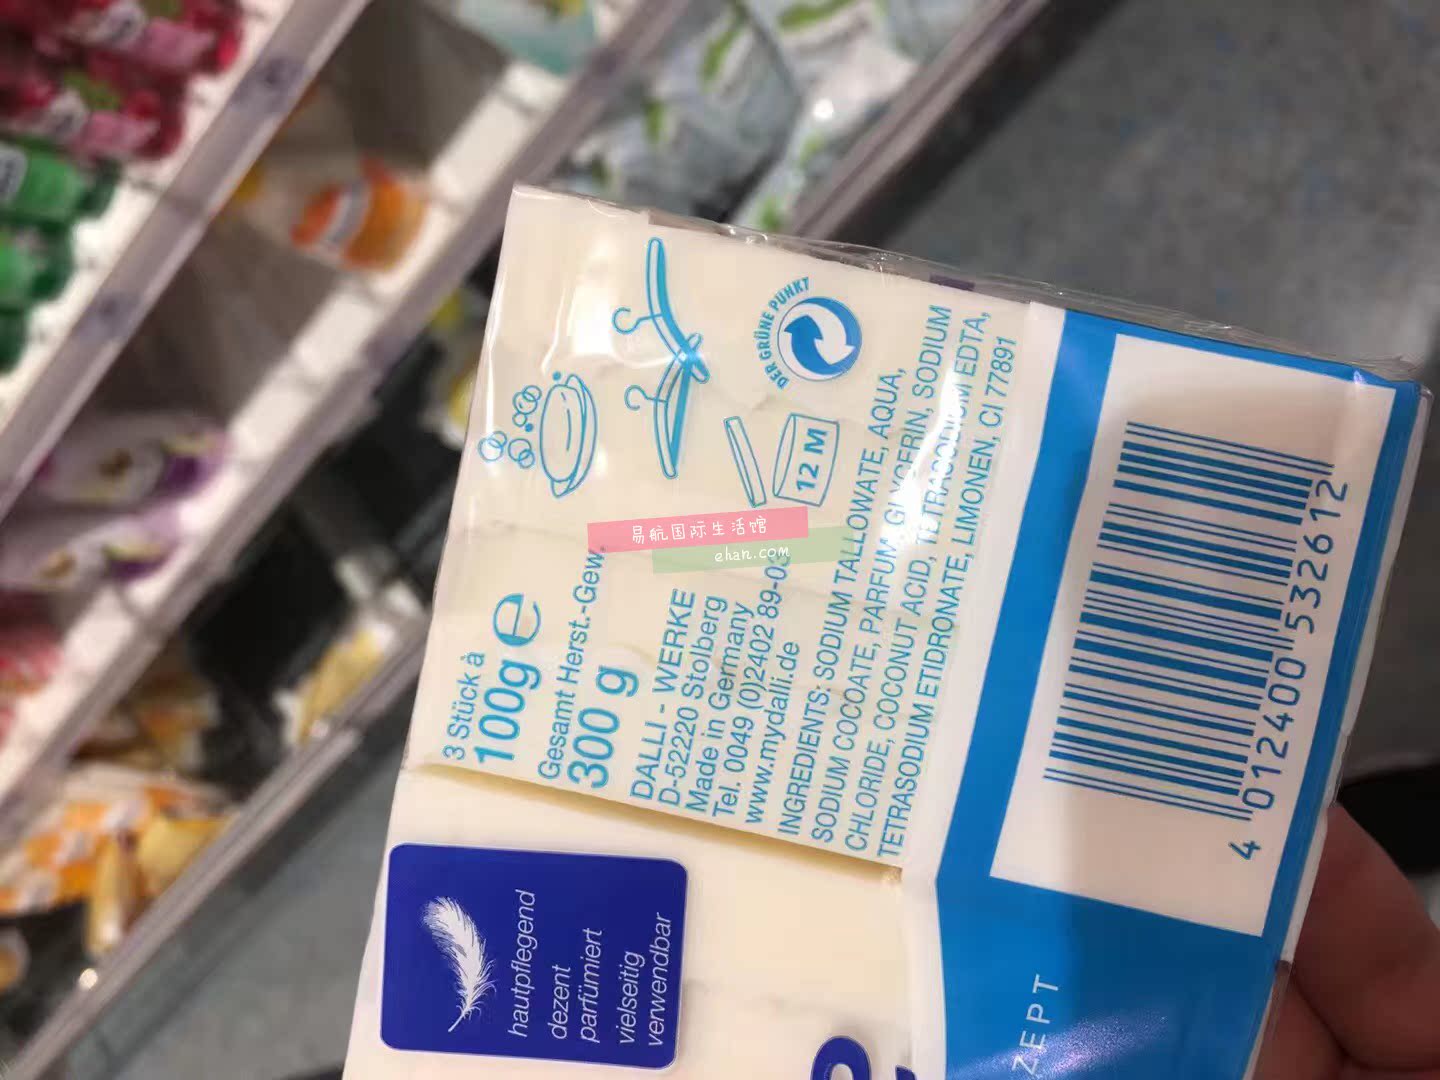 3 Stück à
100g e
Gesamt Herst.-Gew.
300 g
DALLI - WERKE
D-52220 Stolberg
Made in Germany
Tel. 0049 (0)2402 89-03
www.mydalli.de
INGREDIENTS: SODIUM TALLOWATE, AQUA,
SODIUM COCOATE, PARFUM, GLYCERIN, SODIUM
CHLORIDE, COCONUT ACID, TETRASODIUM EDTA,
TETRASODIUM ETIDRONATE, LIMONEN, CI 77891
12 M
DER GRÜNE PUNKT
4 012400 532612
hautpflegend
dezent
parfümiert
vielseitig
verwendbar
易航国际生活馆
ehan.com